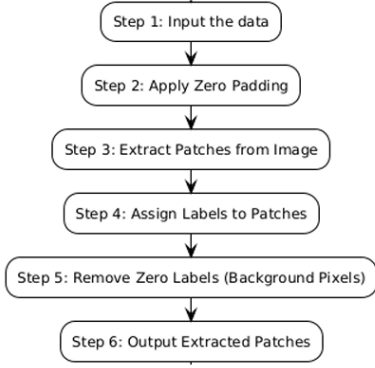 Step 1: Input the data
Step 2: Apply Zero Padding
Step 3: Extract Patches from Image
Step 4: Assign Labels to Patches
Step 5: Remove Zero Labels (Background Pixels)
Step 6: Output Extracted Patches